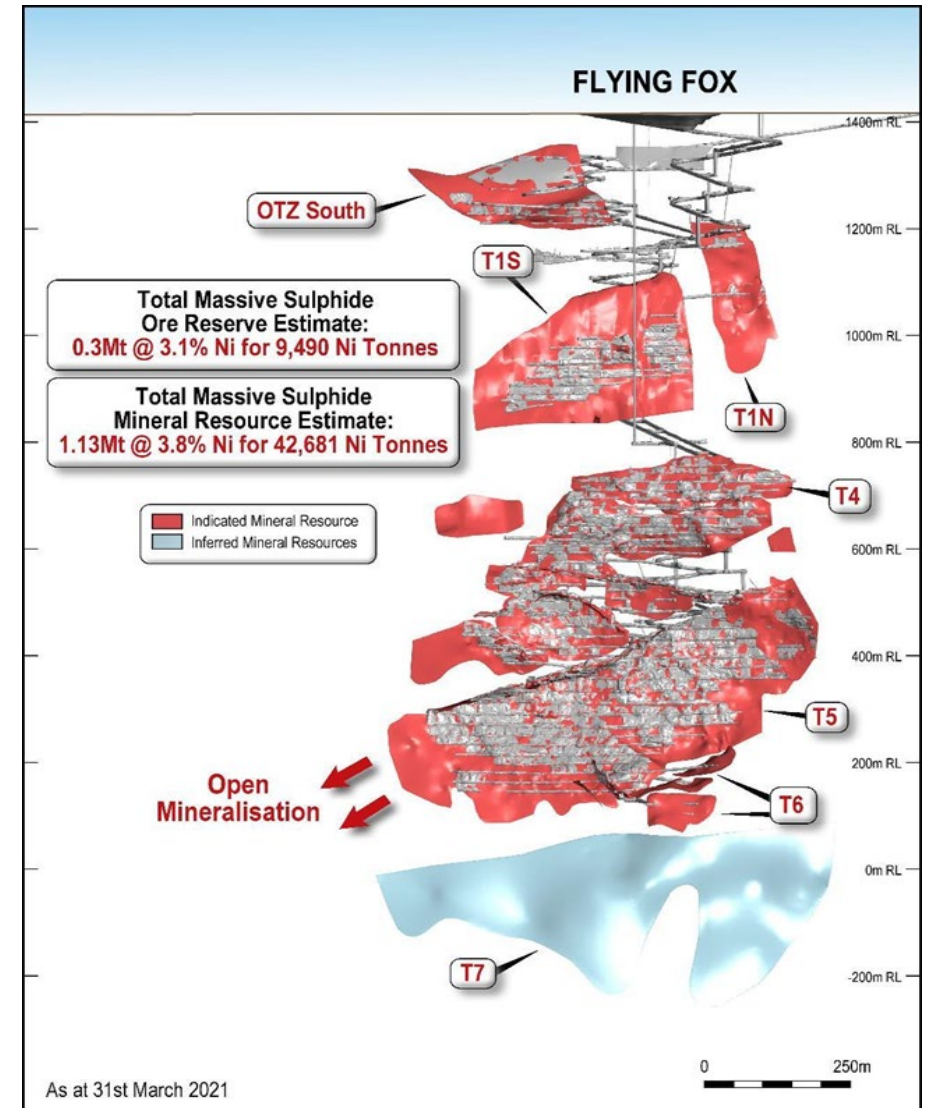 FLYING FOX
1400m RL
OTZ South
1200m RL
T1S
Total Massive Sulphide
Ore Reserve Estimate:
0.3Mt @ 3.1% Ni for 9,490 Ni Tonnes
1000m RL
Total Massive Sulphide
Mineral Resource Estimate:
1.13Mt @ 3.8% Ni for 42,681 Ni Tonnes
T1N
800m RL
T4
Indicated Mineral Resource
Inferred Mineral Resources
600m RL
400m RL
T5
200m RL
Open
Mineralisation
T6
0m RL
T7
-200m RL
0 250m
As at 31st March 2021